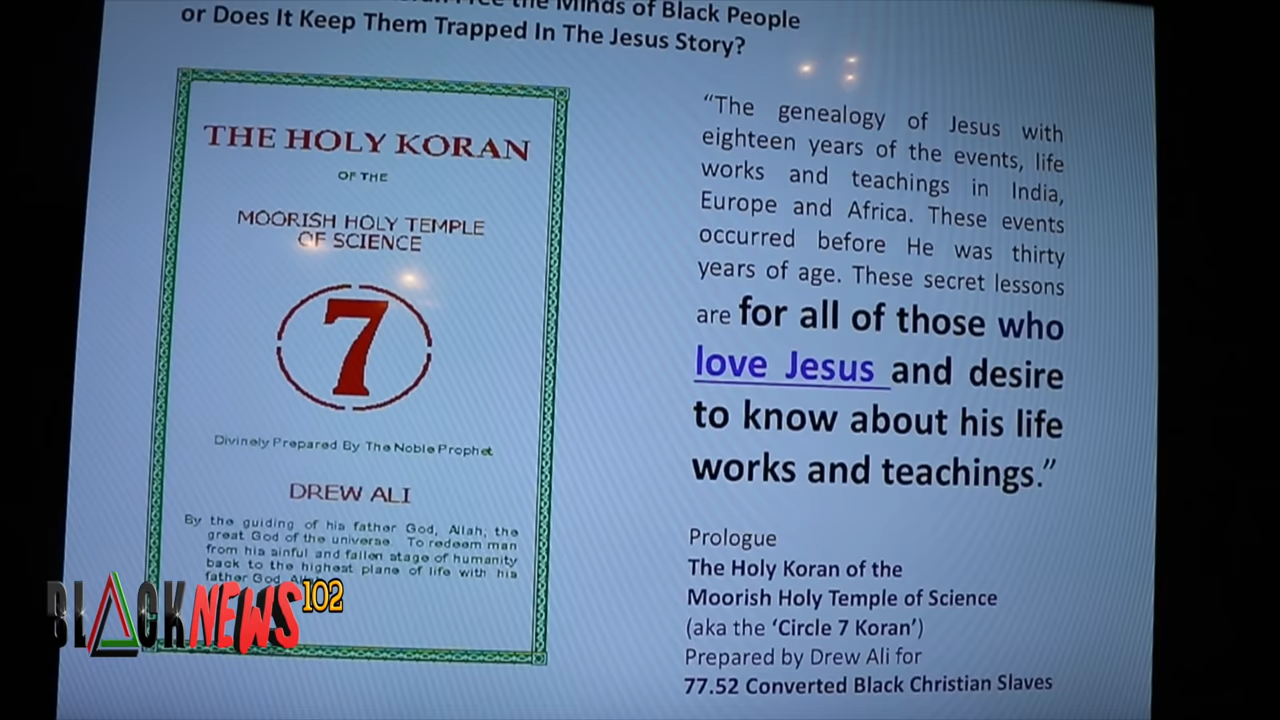 the Minds of Black People
or Does It Keep Them Trapped In The Jesus Story?
THE HOLY KORAN
OF THE
MOORISH HOLY TEMPLE
OF SCIENCE
7
Divinely Prepared By The Noble Prophet
DREW ALI
By the guiding of his father God, Allah; the
great God of the universe. To redeem man
from his sinful and fallen stage of humanity
back to the highest plane of life with his
father God,
“The genealogy of Jesus with
eighteen years of the events, life
works and teachings in India,
Europe and Africa. These events
occurred before He was thirty
years of age. These secret lessons
are for all of those who
love Jesus and desire
to know about his life
works and teachings.”
Prologue
The Holy Koran of the
Moorish Holy Temple of Science
(aka the ‘Circle 7 Koran’)
Prepared by Drew Ali for
77.52 Converted Black Christian Slaves
BLACKNEWS102